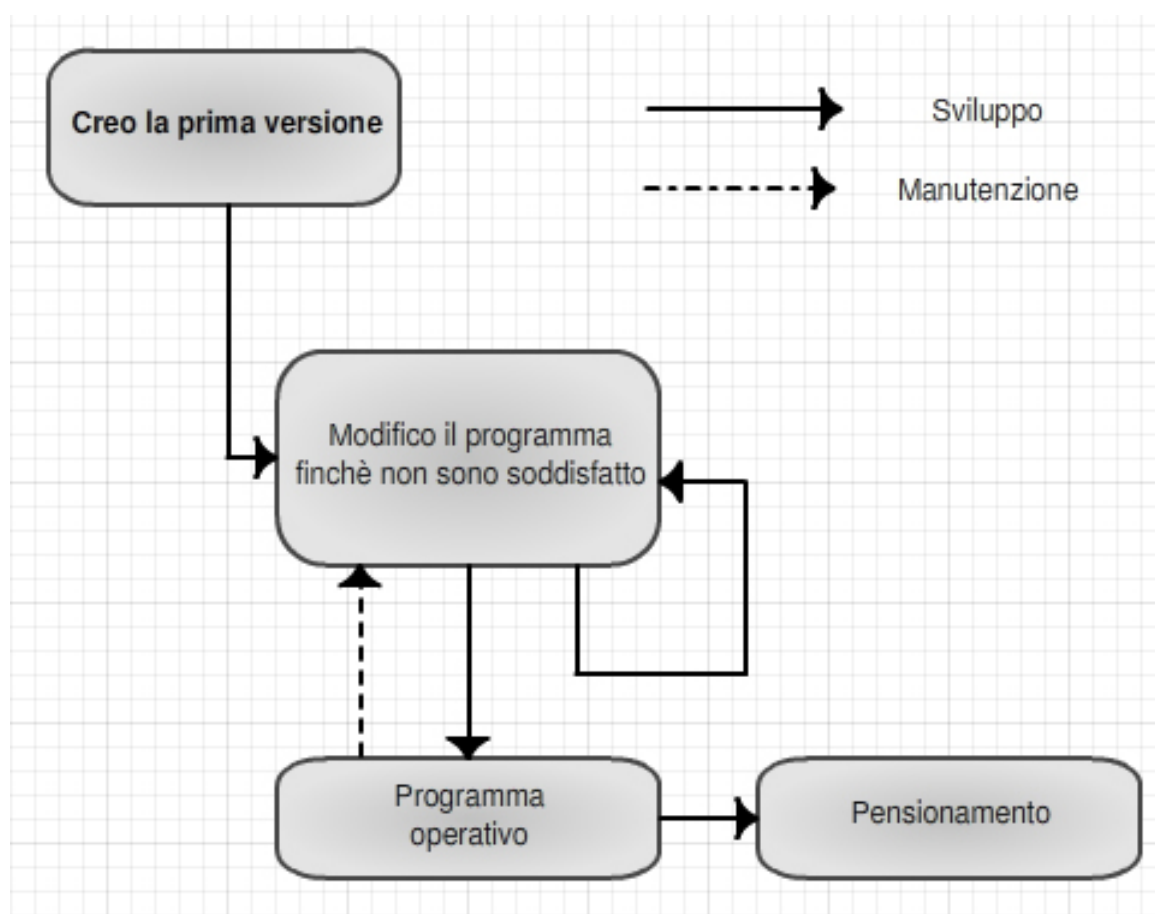 Creo la prima versione
Sviluppo
Manutenzione
Modifico il programma
finchè non sono soddisfatto
Programma
operativo
Pensionamento